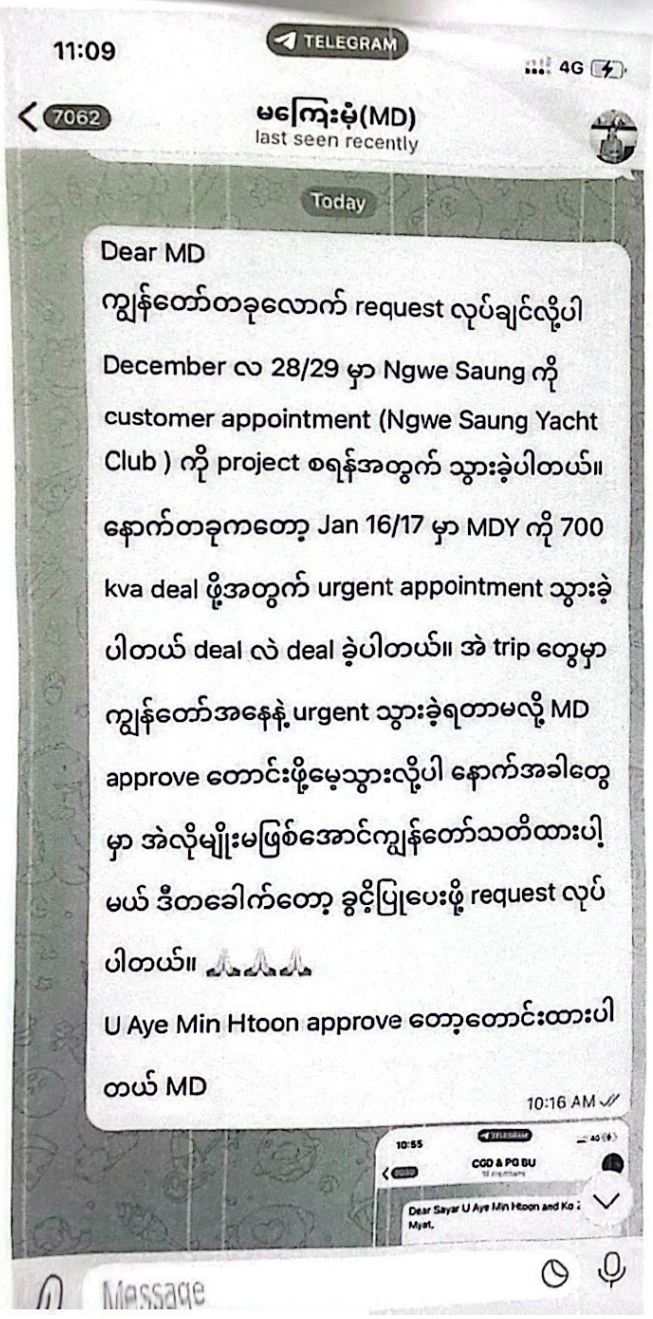 11:09
TELEGRAM
4G
7062
မကြေးမုံ(MD)
last seen recently
Today
Dear MD
ကျွန်တော်တခုလောက် request လုပ်ချင်လို့ပါ
December လ 28/29 မှာ Ngwe Saung ကို
customer appointment (Ngwe Saung Yacht
Club ) ကို project စရန်အတွက် သွားခဲ့ပါတယ်။
နောက်တခုကတော့ Jan 16/17 မှာ MDY ကို 700
kva deal ဖို့အတွက် urgent appointment သွားခဲ့
ပါတယ် deal လဲ deal ခဲ့ပါတယ်။ အဲ trip တွေမှာ
ကျွန်တော်အနေနဲ့ urgent သွားခဲ့ရတာမလို့ MD
approve တောင်းဖို့မေ့သွားလို့ပါ နောက်အခါတွေ
မှာ အဲလိုမျိုးမဖြစ်အောင်ကျွန်တော်သတိထားပါ့
မယ် ဒီတခေါက်တော့ ခွင့်ပြုပေးဖို့ request လုပ်
ပါတယ်။ 🙏🙏🙏
U Aye Min Htoon approve တော့တောင်းထားပါ
တယ် MD
10:16 AM
10:55
TELEGRAM
4G
CGD & PG BU
Dear Sayar U Aye Min Htoon and Ko
Myat,
Message